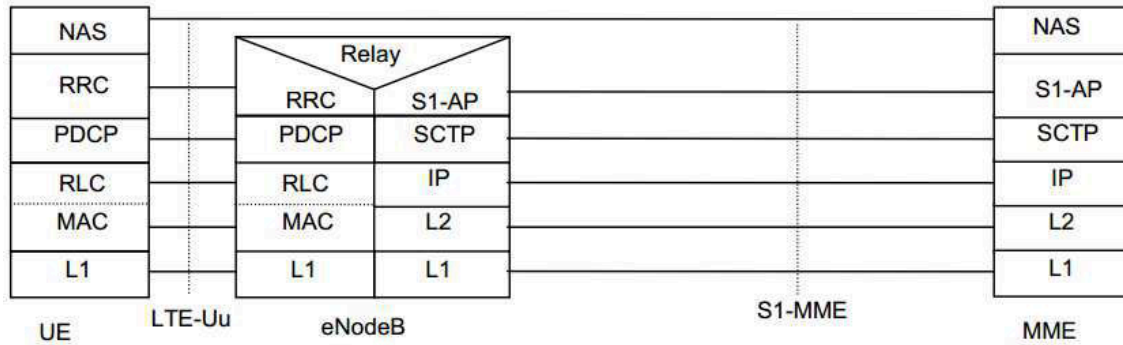 NAS
RRC
PDCP
RLC
MAC
L1
UE
LTE-Uu
Relay
RRC S1-AP
PDCP SCTP
RLC IP
MAC L2
L1 L1
eNodeB
S1-MME
NAS
S1-AP
SCTP
IP
L2
L1
MME